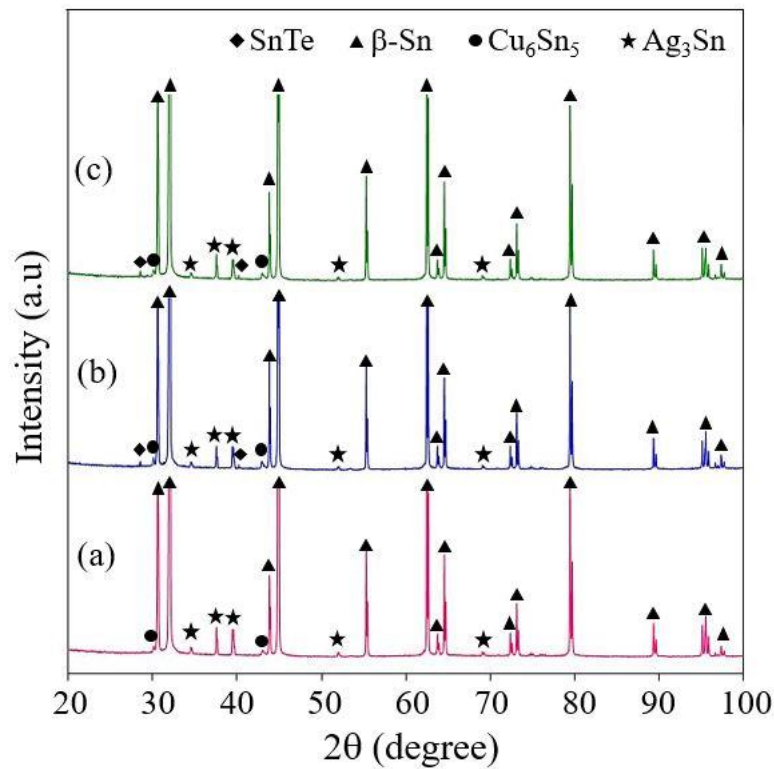 ◆ SnTe ▲ β-Sn ● Cu₆Sn₅ ★ Ag₃Sn
(c)
(b)
(a)
Intensity (a.u)
20 30 40 50 60 70 80 90 100
2θ (degree)